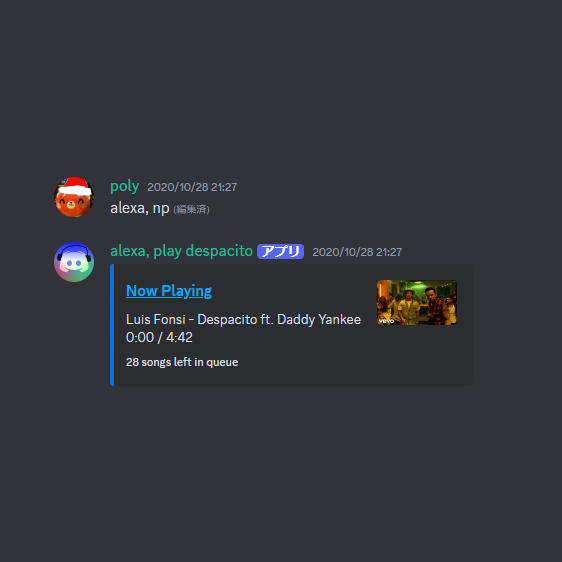 poly 2020/10/28 21:27
alexa, np (編集済)
alexa, play despacito アプリ 2020/10/28 21:27
Now Playing
Luis Fonsi - Despacito ft. Daddy Yankee
0:00 / 4:42
28 songs left in queue
vevo